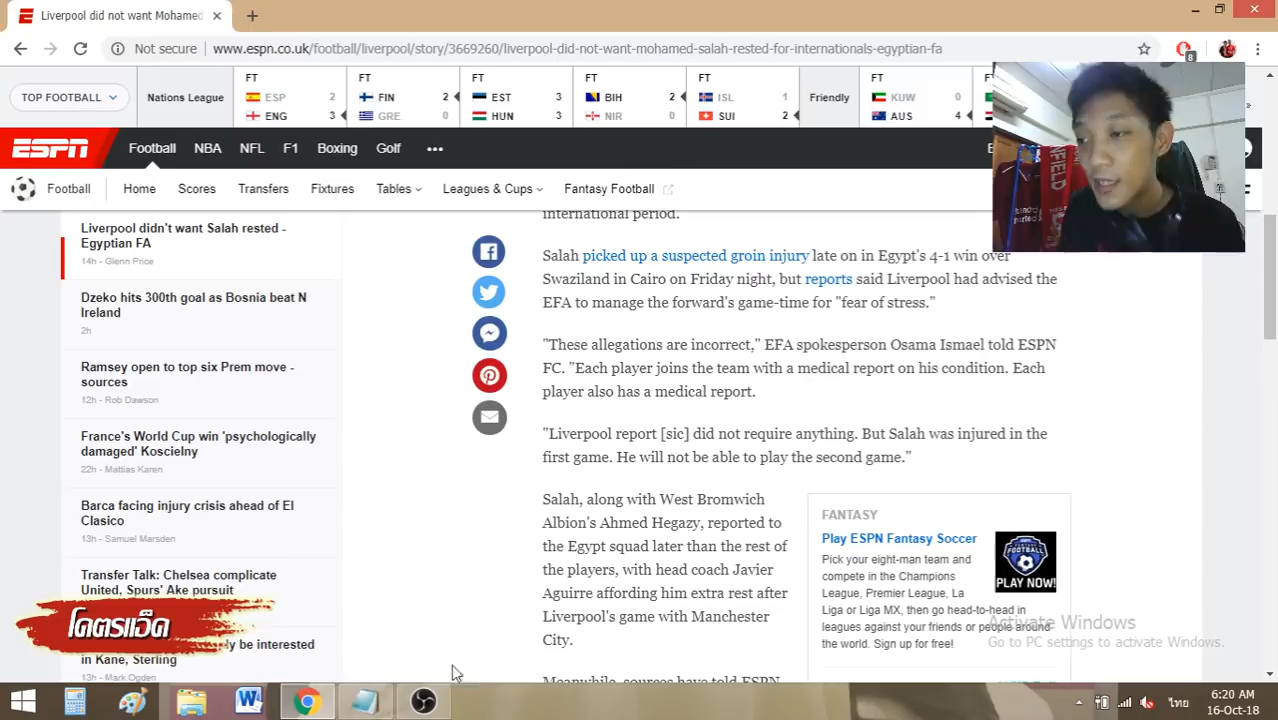 Liverpool did not want Mohamed
Not secure
www.espn.co.uk/football/liverpool/story/3669260/liverpool-did-not-want-mohamed-salah-rested-for-internationals-egyptian-fa
8
TOP FOOTBALL
Nations League
FT
ESP 2
ENG 3
FT
FIN 2
GRE 0
FT
EST 3
HUN 3
FT
BIH 2
NIR 0
FT
ISL 1
SUI 2
Friendly
FT
KUW 0
AUS 4
ESPN
Football
NBA
NFL
F1
Boxing
Golf
Football
Home
Scores
Transfers
Fixtures
Tables
Leagues & Cups
Fantasy Football
Liverpool didn't want Salah rested -
Egyptian FA
14h - Glenn Price
Dzeko hits 300th goal as Bosnia beat N
Ireland
2h
Ramsey open to top six Prem move -
sources
12h - Rob Dawson
France's World Cup win 'psychologically
damaged' Koscielny
22h - Mattias Karen
Barca facing injury crisis ahead of El
Clasico
13h - Samuel Marsden
Transfer Talk: Chelsea complicate
United, Spurs' Ake pursuit
be interested
in Kane, Sterling
13h - Mark Ogden
international period.
Salah picked up a suspected groin injury late on in Egypt's 4-1 win over
Swaziland in Cairo on Friday night, but reports said Liverpool had advised the
EFA to manage the forward's game-time for "fear of stress."
"These allegations are incorrect," EFA spokesperson Osama Ismael told ESPN
FC. "Each player joins the team with a medical report on his condition. Each
player also has a medical report.
"Liverpool report [sic] did not require anything. But Salah was injured in the
first game. He will not be able to play the second game."
Salah, along with West Bromwich
Albion's Ahmed Hegazy, reported to
the Egypt squad later than the rest of
the players, with head coach Javier
Aguirre affording him extra rest after
Liverpool's game with Manchester
City.
Meanwhile, sources have told ESPN
FANTASY
Play ESPN Fantasy Soccer
Pick your eight-man team and
compete in the Champions
League, Premier League, La
Liga or Liga MX, then go head-to-head in
leagues against your friends or people around
the world. Sign up for free!
FANTASY FOOTBALL
PLAY NOW!
Activate Windows
Go to PC settings to activate Windows.
โคตรแอ็ด
ไทย
6:20 AM
16-Oct-18